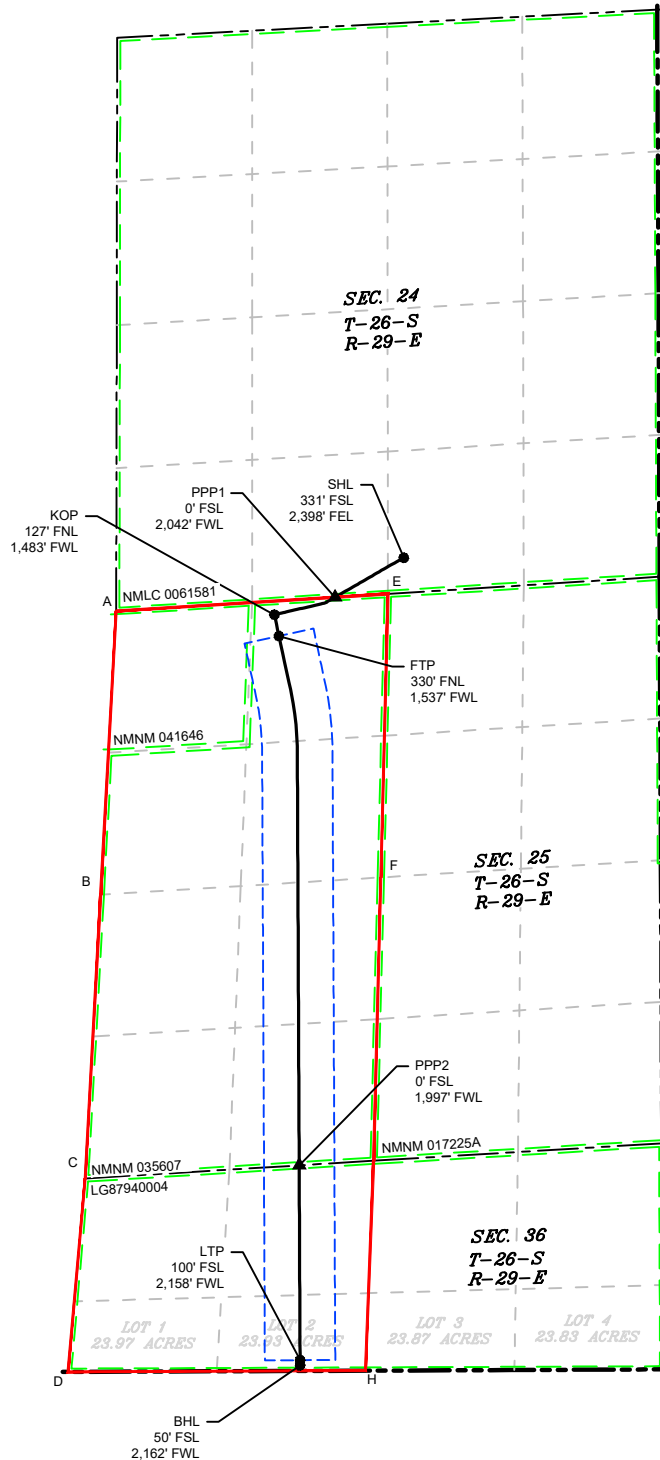 SEC. 24
T-26-S
R-29-E
SHL
331' FSL
2,398' FEL
PPP1
0' FSL
2,042' FWL
KOP
127' FNL
1,483' FWL
E
NMLC 0061581
A
FTP
330' FNL
1,537' FWL
NMNM 041646
SEC. 25
T-26-S
R-29-E
F
B
PPP2
0' FSL
1,997' FWL
NMNM 017225A
C
NMNM 035607
LG87940004
SEC. 36
T-26-S
R-29-E
LTP
100' FSL
2,158' FWL
LOT 1
23.97 ACRES
LOT 2
23.93 ACRES
LOT 3
23.87 ACRES
LOT 4
23.83 ACRES
D
H
BHL
50' FSL
2,162' FWL